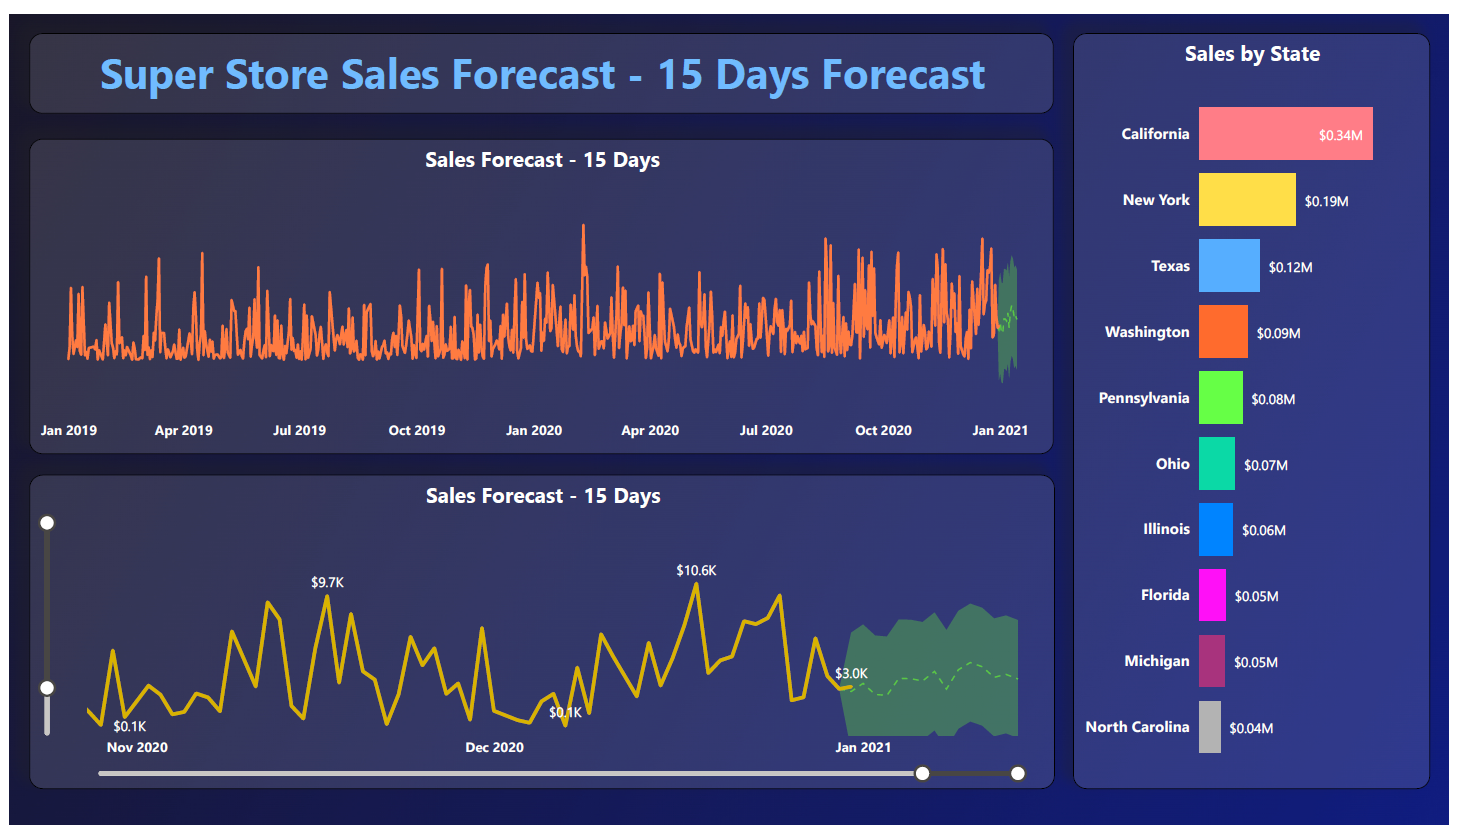 Super Store Sales Forecast - 15 Days Forecast
Sales Forecast - 15 Days
Jan 2019 Apr 2019 Jul 2019 Oct 2019 Jan 2020 Apr 2020 Jul 2020 Oct 2020 Jan 2021
Sales Forecast - 15 Days
$10.6K
$9.7K
$3.0K
$0.1K
$0.1K
Nov 2020 Dec 2020 Jan 2021
Sales by State
California $0.34M
New York $0.19M
Texas $0.12M
Washington $0.09M
Pennsylvania $0.08M
Ohio $0.07M
Illinois $0.06M
Florida $0.05M
Michigan $0.05M
North Carolina $0.04M